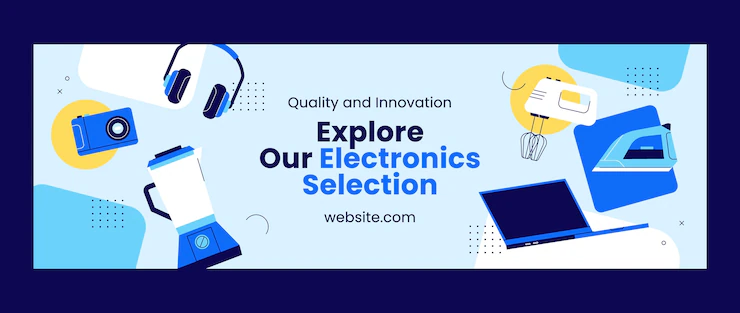 Quality and Innovation
Explore
Our Electronics
Selection
website.com